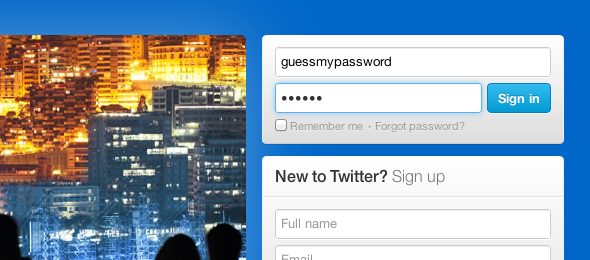 guessmypassword
••••••
Sign in
Remember me · Forgot password?
New to Twitter? Sign up
Full name
Email